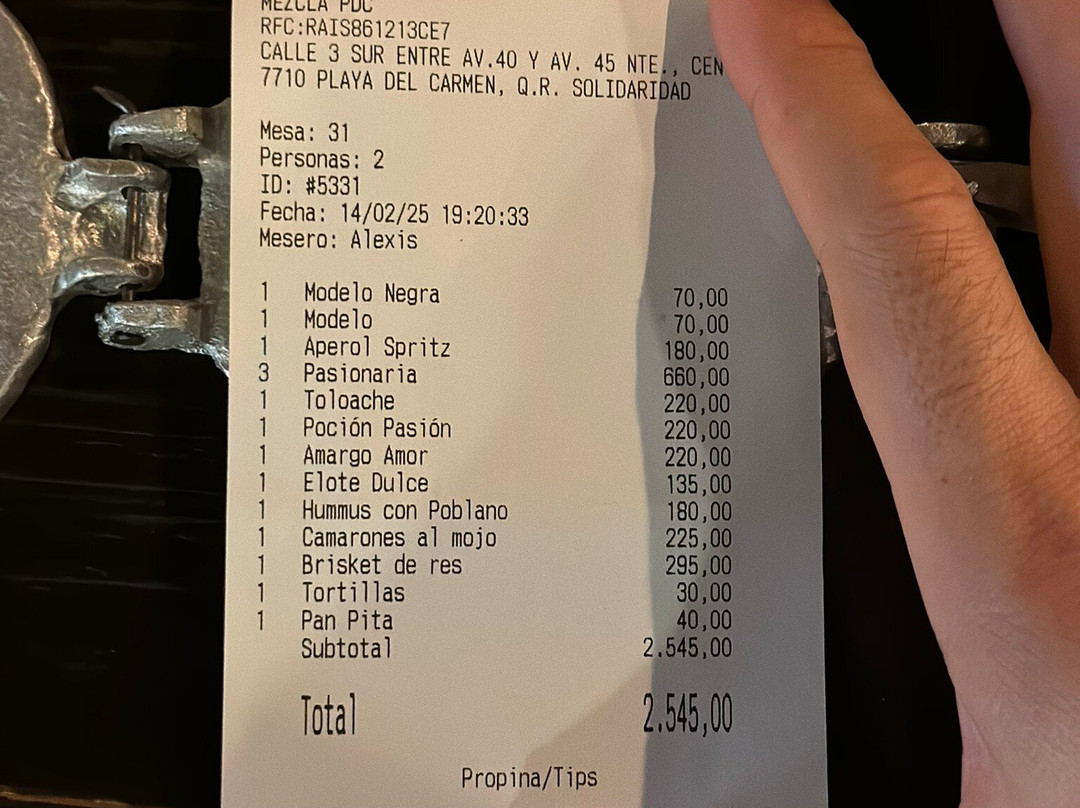 MEZCLA PDC
RFC:RAIS861213CE7
CALLE 3 SUR ENTRE AV.40 Y AV. 45 NTE., CEN
7710 PLAYA DEL CARMEN, Q.R. SOLIDARIDAD
Mesa: 31
Personas: 2
ID: #5331
Fecha: 14/02/25 19:20:33
Mesero: Alexis
1 Modelo Negra 70,00
1 Modelo 70,00
1 Aperol Spritz 180,00
3 Pasionaria 660,00
1 Toloache 220,00
1 Poción Pasión 220,00
1 Amargo Amor 220,00
1 Elote Dulce 135,00
1 Hummus con Poblano 180,00
1 Camarones al mojo 225,00
1 Brisket de res 295,00
1 Tortillas 30,00
1 Pan Pita 40,00
Subtotal 2.545,00
Total 2.545,00
Propina/Tips